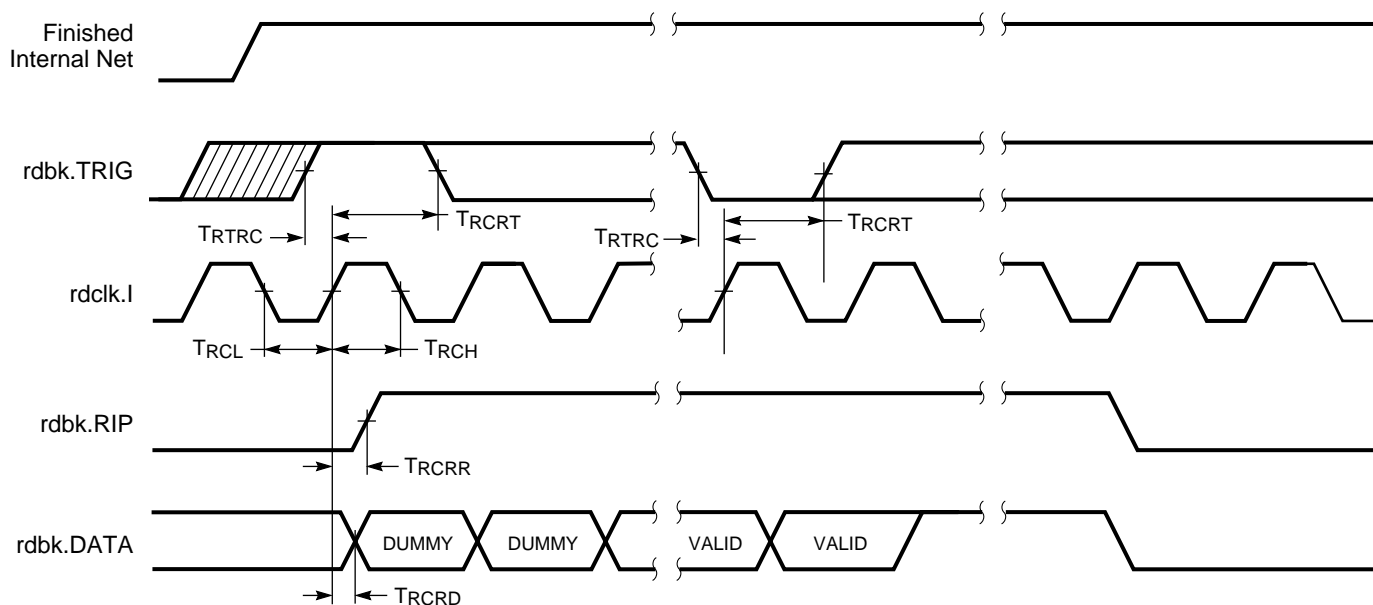 Finished
Internal Net
rdbk.TRIG
TRCRT
TRCRT
TRTRC
TRTRC
rdclk.I
TRCL
TRCH
rdbk.RIP
TRCRR
rdbk.DATA
DUMMY
DUMMY
VALID
VALID
TRCRD